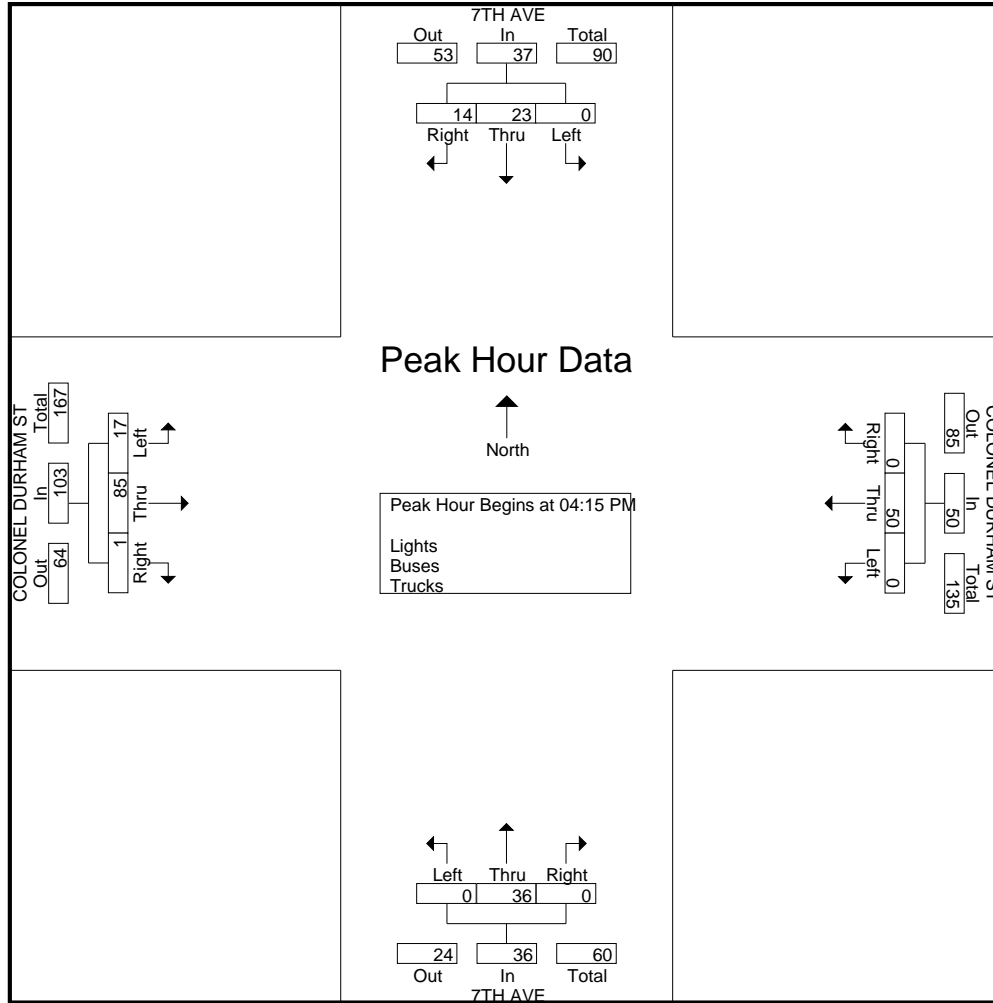 7TH AVE
Out In Total
53 37 90
14 23 0
Right Thru Left
Peak Hour Data
North
Peak Hour Begins at 04:15 PM
Lights
Buses
Trucks
COLONEL DURHAM ST
Out In Total
64 103 167
17 85 1
Left Thru Right
COLONEL DURHAM ST
Out In Total
85 50 135
0 50 0
Right Thru Left
Left Thru Right
0 36 0
24 36 60
Out In Total
7TH AVE